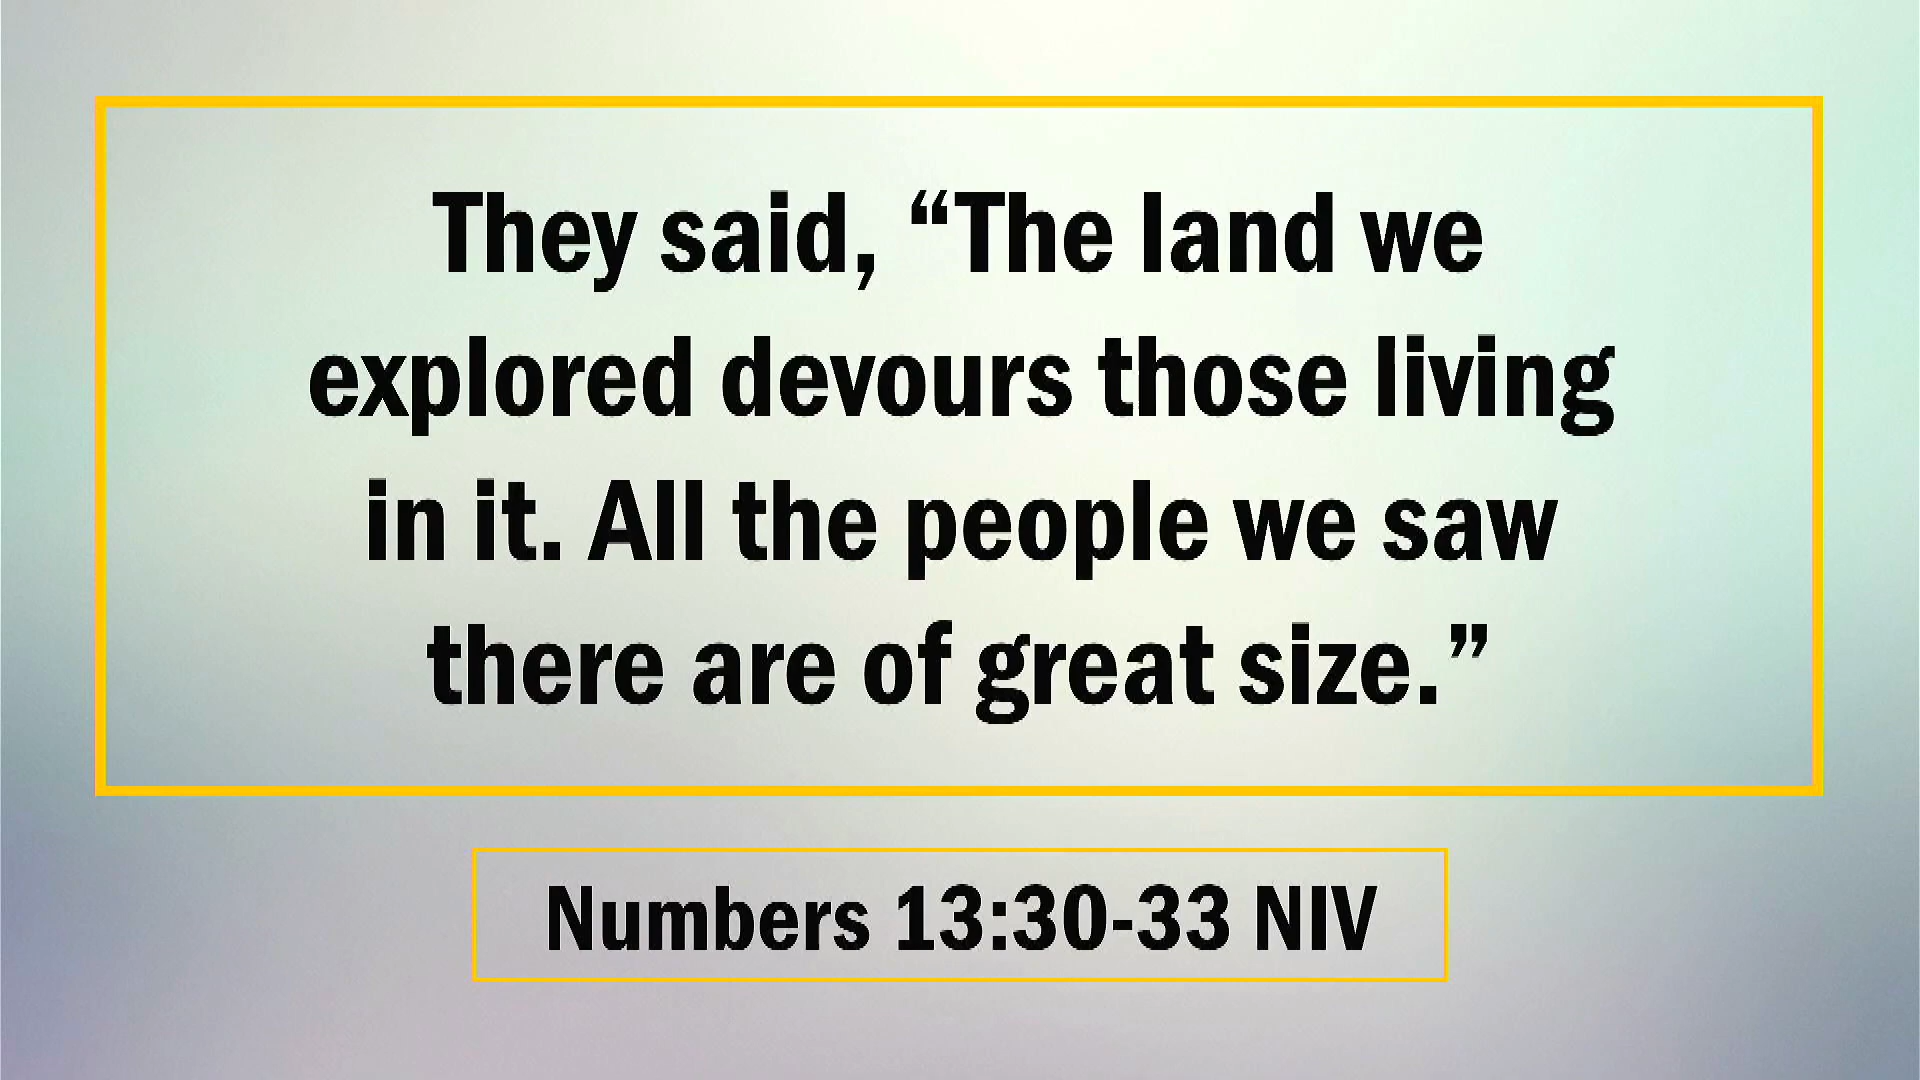 They said, “The land we
explored devours those living
in it. All the people we saw
there are of great size.”
Numbers 13:30-33 NIV